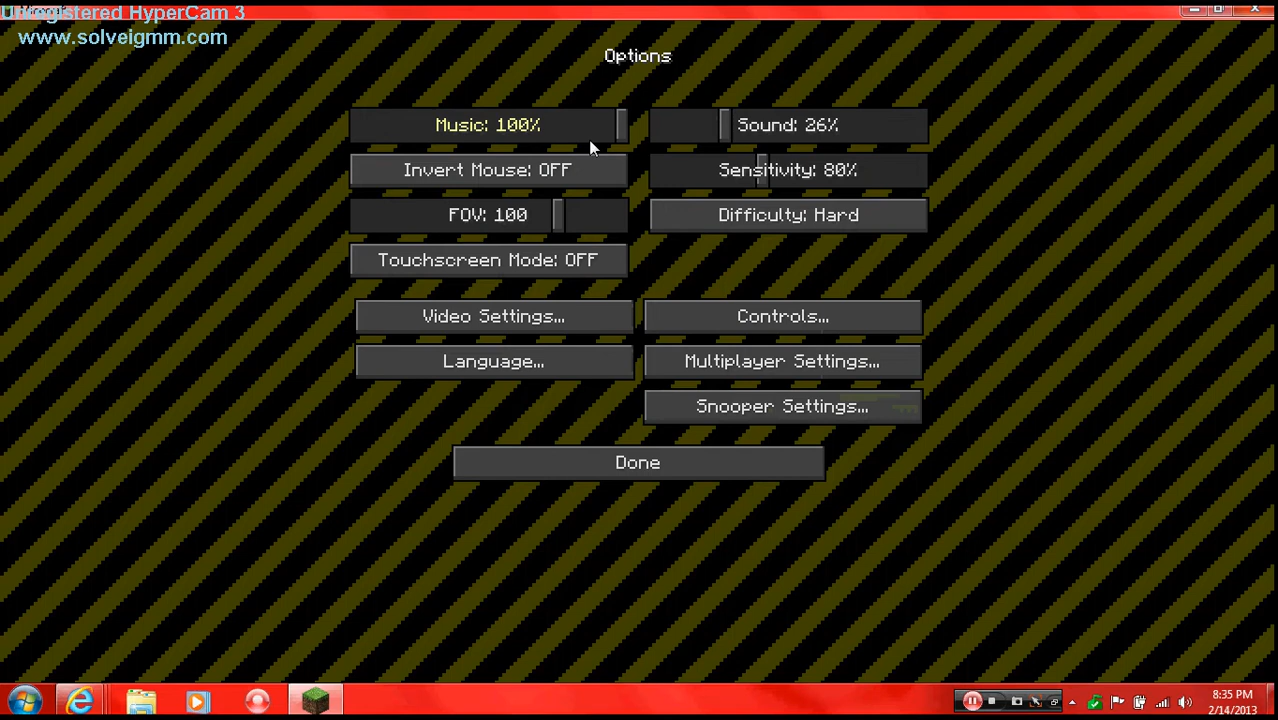 Unregistered HyperCam 3
www.solveigmm.com
Options
Music: 100%
Sound: 26%
Invert Mouse: OFF
Sensitivity: 80%
FOV: 100
Difficulty: Hard
Touchscreen Mode: OFF
Video Settings...
Controls...
Language...
Multiplayer Settings...
Snooper Settings...
Done
8:35 PM
2/14/2013